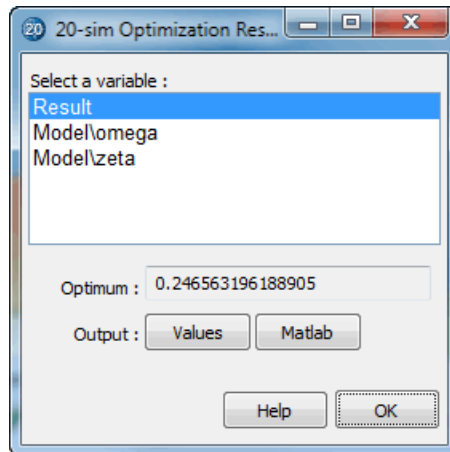 20 20-sim Optimization Res...
Select a variable :
Result
Model\omega
Model\zeta
Optimum : 0.246563196188905
Output : Values Matlab
Help OK